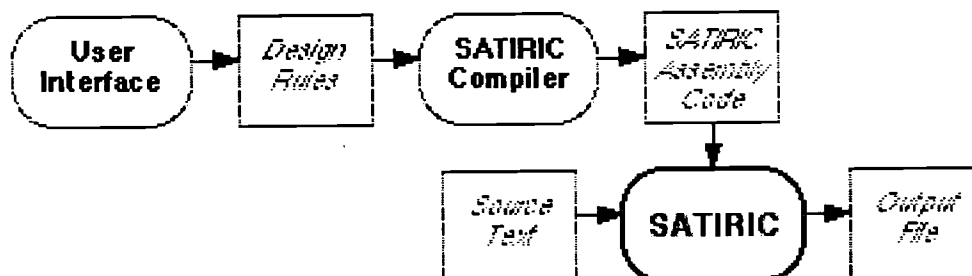 User
Interface
Design
Rules
SATIRIC
Compiler
SATIRIC
Assembly
Code
Source
Text
SATIRIC
Output
File